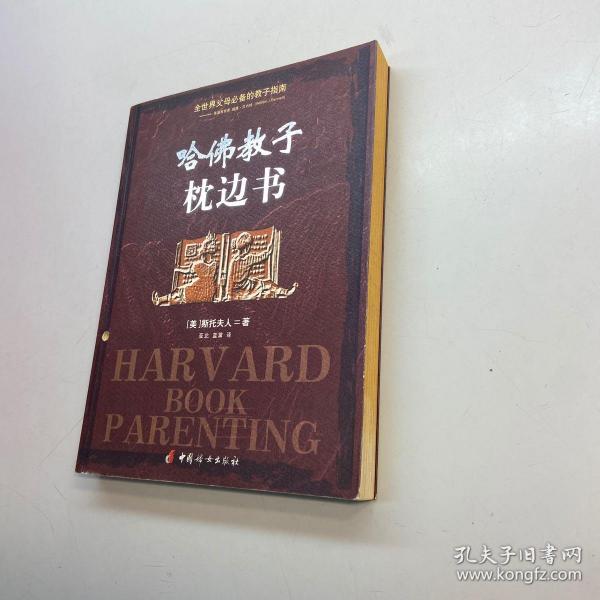 全世界父母必备的教子指南
哈佛教子
枕边书
[美]斯托夫人=著
HARVARD
BOOK
PARENTING
中国妇女出版社
孔夫子旧书网
www.kongfz.com